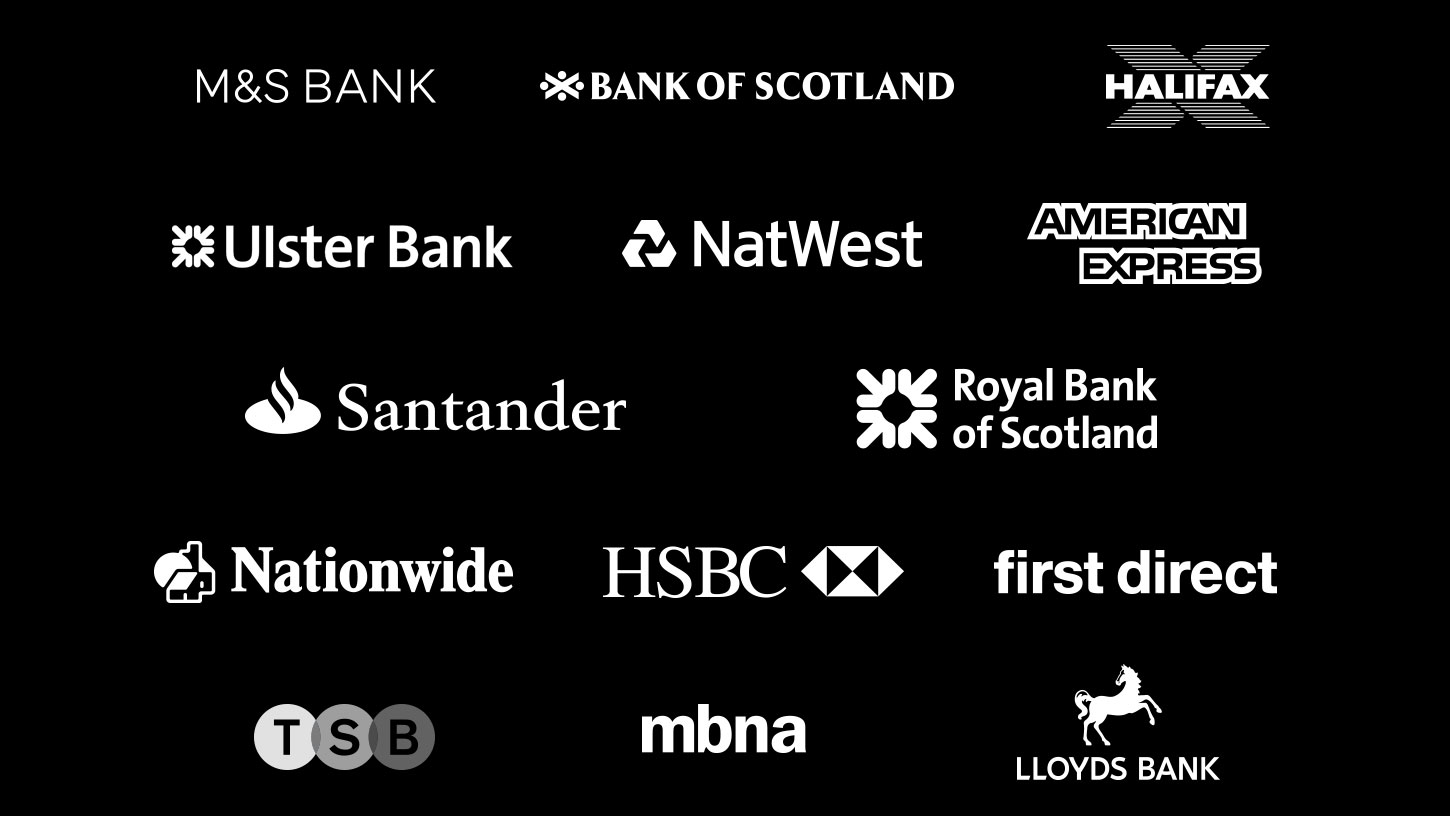 M&S BANK
BANK OF SCOTLAND
HALIFAX
Ulster Bank
NatWest
AMERICAN
EXPRESS
Santander
Royal Bank
of Scotland
Nationwide
HSBC
first direct
TSB
mbna
LLOYDS BANK